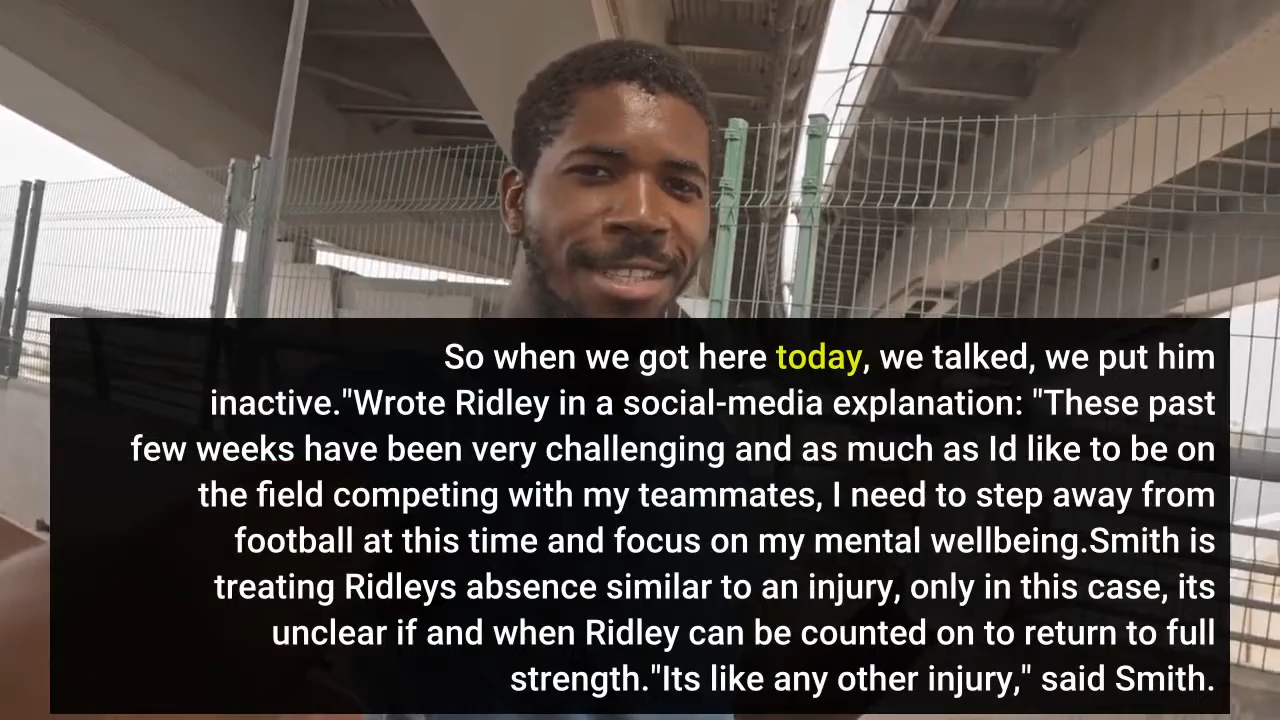 So when we got here today, we talked, we put him
inactive."Wrote Ridley in a social-media explanation: "These past
few weeks have been very challenging and as much as Id like to be on
the field competing with my teammates, I need to step away from
football at this time and focus on my mental wellbeing.Smith is
treating Ridleys absence similar to an injury, only in this case, its
unclear if and when Ridley can be counted on to return to full
strength."Its like any other injury," said Smith.